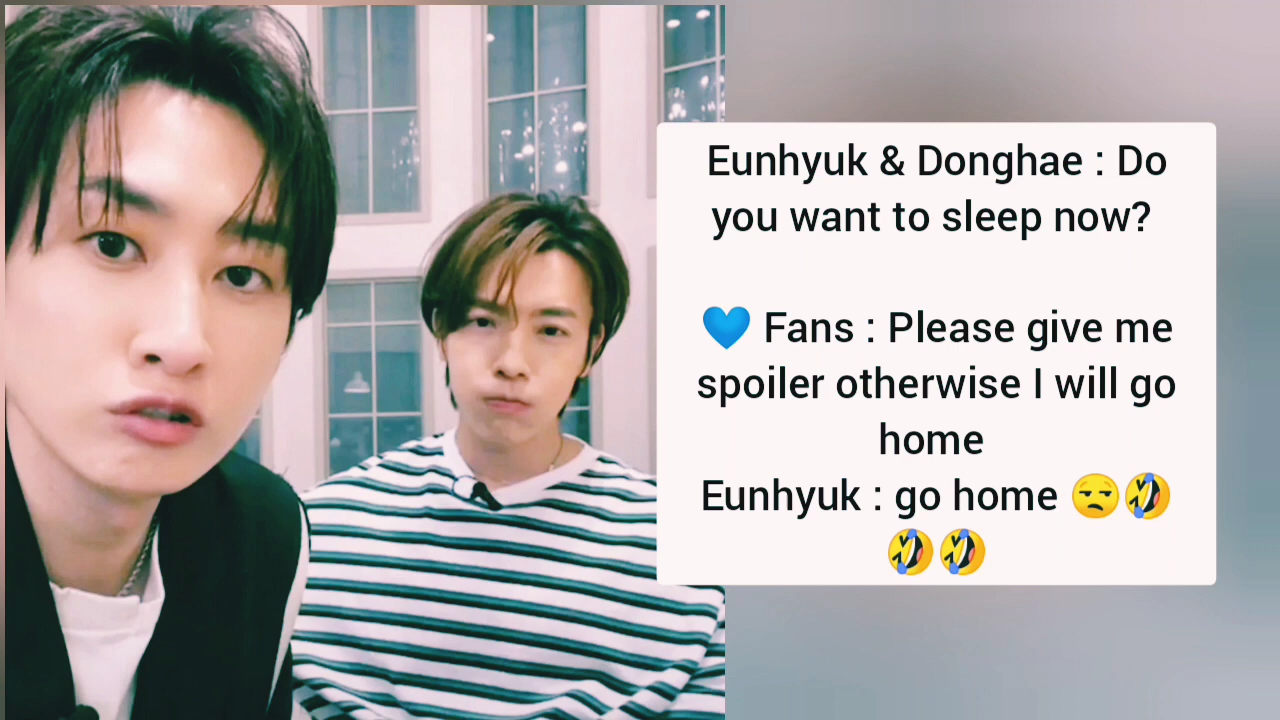 Eunhyuk & Donghae : Do
you want to sleep now?
💙 Fans : Please give me
spoiler otherwise I will go
home
Eunhyuk : go home 😒🤣
🤣🤣